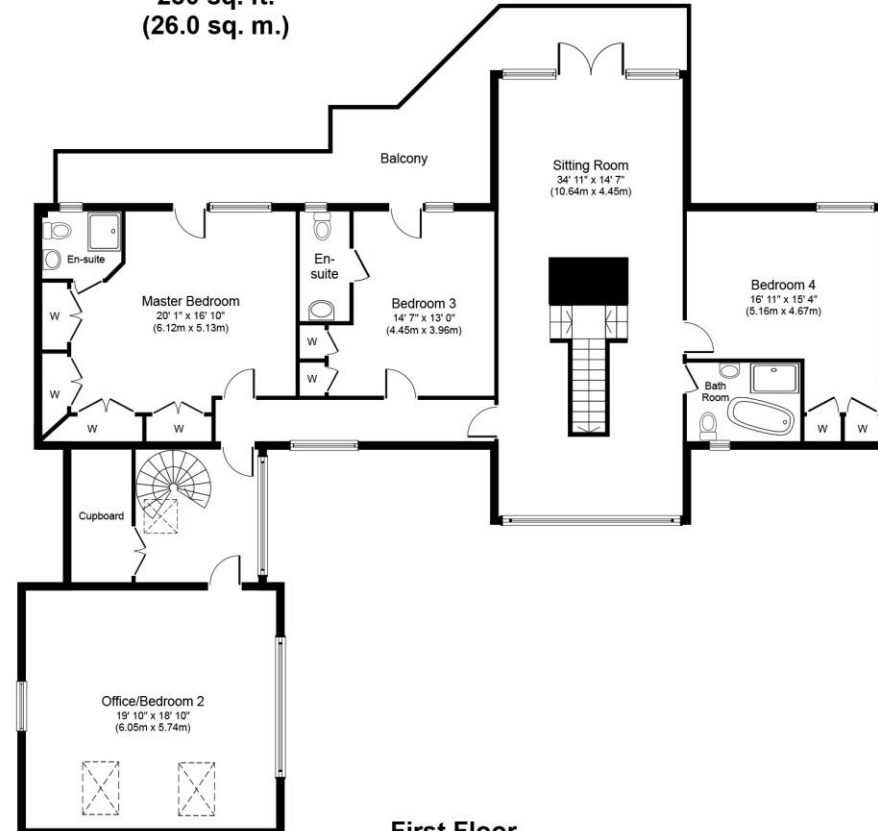 (26.0 sq. m.)
Balcony
Sitting Room
34' 11" x 14' 7"
(10.64m x 4.45m)
En-suite
Master Bedroom
20' 1" x 16' 10"
(6.12m x 5.13m)
W
W
W
W
En-
suite
Bedroom 3
14' 7" x 13' 0"
(4.45m x 3.96m)
W
W
Bedroom 4
16' 11" x 15' 4"
(5.16m x 4.67m)
Bath
Room
W
W
Cupboard
Office/Bedroom 2
19' 10" x 18' 10"
(6.05m x 5.74m)
First Floor